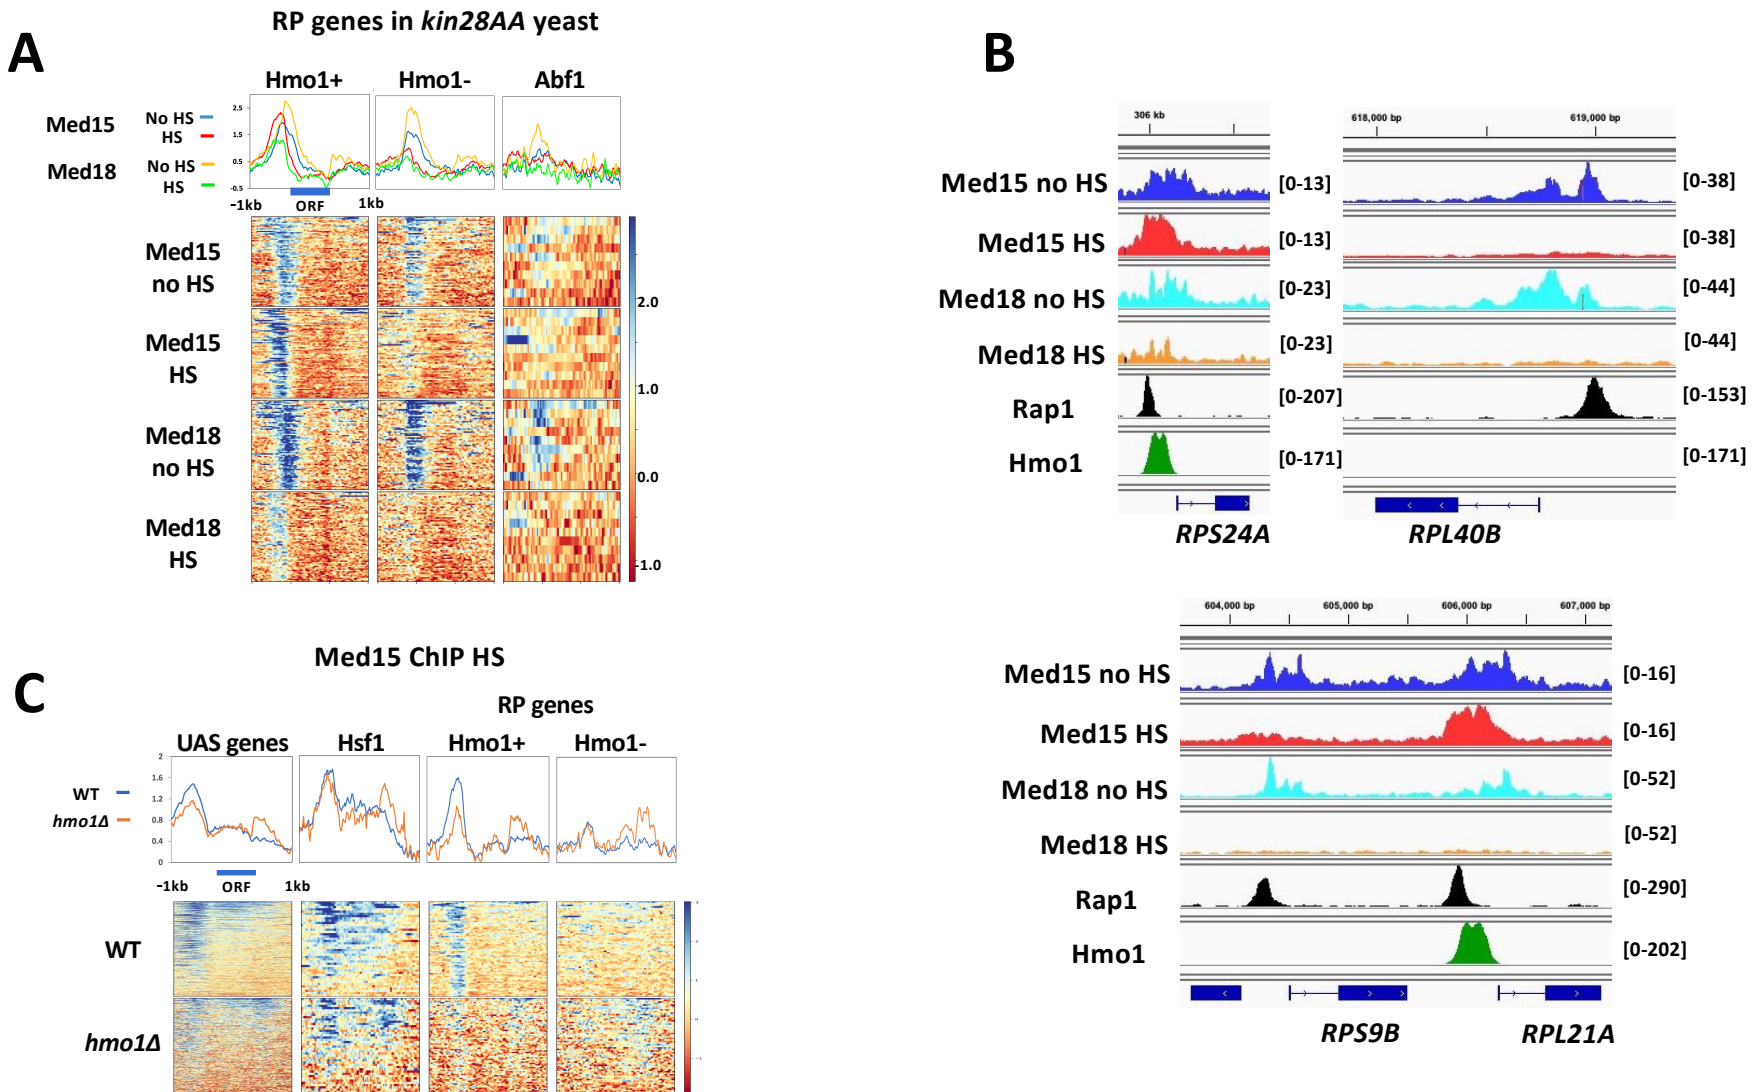 RP genes in kin28AA yeast
A
Hmo1+
Hmo1-
Abf1
Med15
No HS
HS
Med18
No HS
HS
2.5
1.5
0.5
-0.5
-1kb
ORF
1kb
Med15
no HS
Med15
HS
Med18
no HS
Med18
HS
2.0
1.0
0.0
-1.0
B
306 kb
618,000 bp
619,000 bp
Med15 no HS
[0-13]
[0-38]
Med15 HS
[0-13]
[0-38]
Med18 no HS
[0-23]
[0-44]
Med18 HS
[0-23]
[0-44]
Rap1
[0-207]
[0-153]
Hmo1
[0-171]
[0-171]
RPS24A
RPL40B
604,000 bp
605,000 bp
606,000 bp
607,000 bp
Med15 no HS
[0-16]
Med15 HS
[0-16]
Med18 no HS
[0-52]
Med18 HS
[0-52]
Rap1
[0-290]
Hmo1
[0-202]
RPS9B
RPL21A
Med15 ChIP HS
C
RP genes
UAS genes
Hsf1
Hmo1+
Hmo1-
WT
hmo1Δ
2
1.6
1.2
0.8
0.4
0
-1kb
ORF
1kb
WT
hmo1Δ